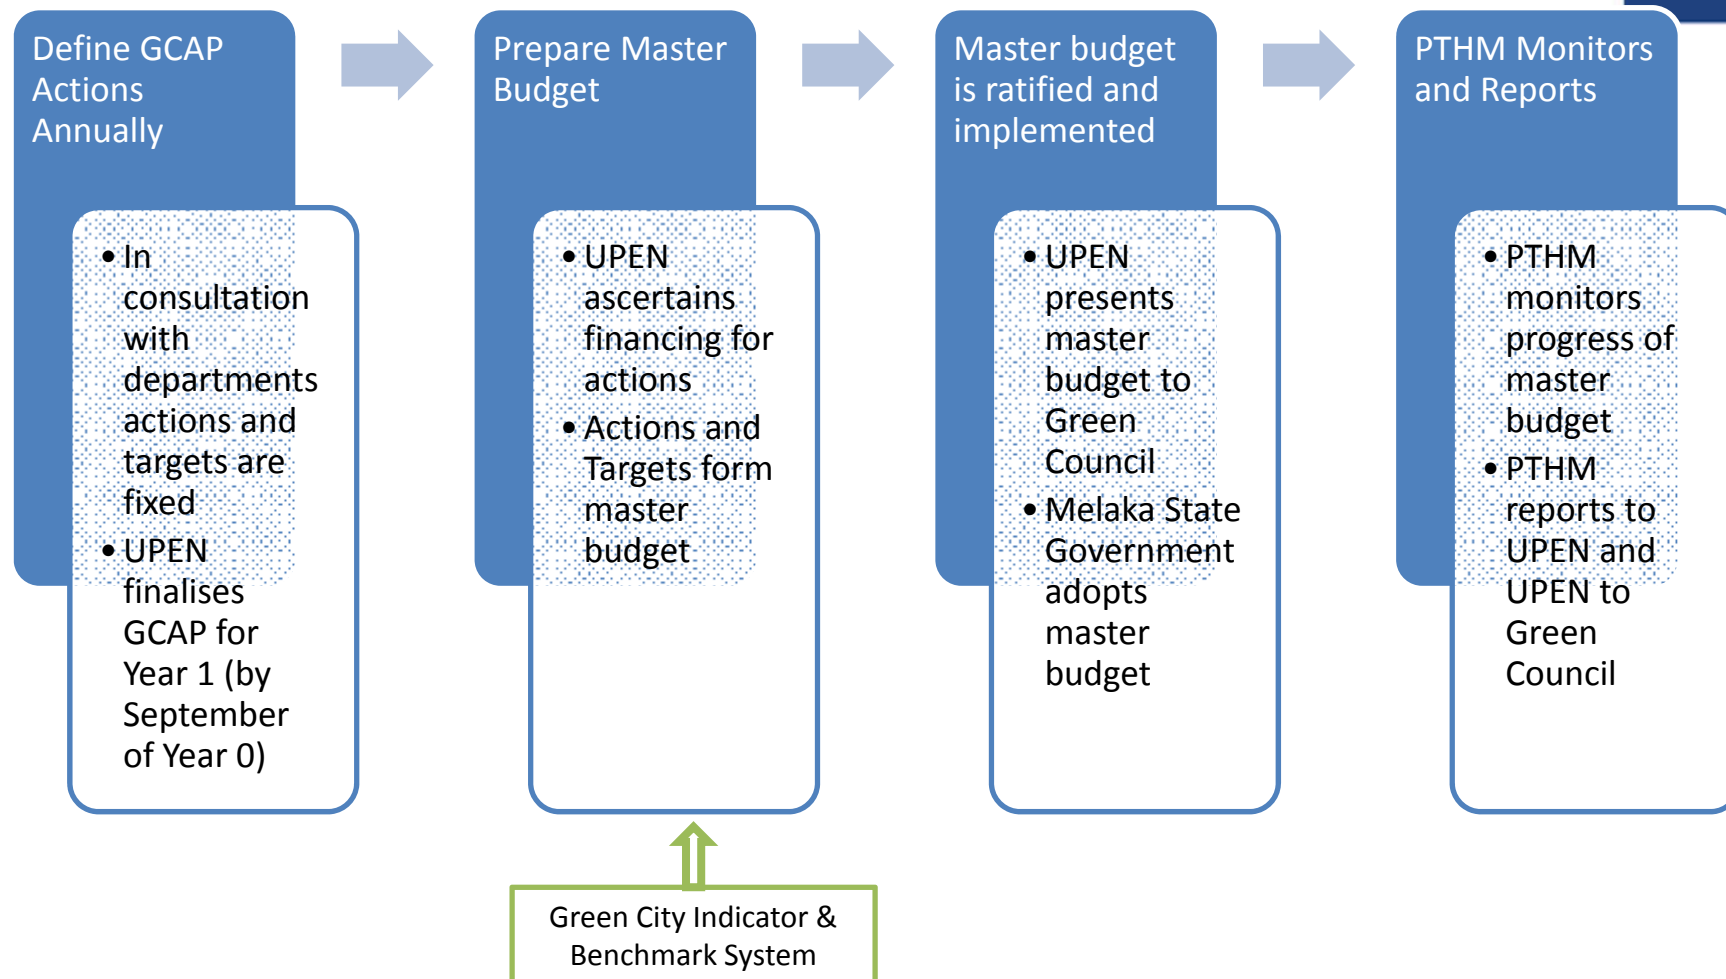 Define GCAP
Actions
Annually
• In
consultation
with
departments
actions and
targets are
fixed
• UPEN
finalises
GCAP for
Year 1 (by
September
of Year 0)
Prepare Master
Budget
• UPEN
ascertains
financing for
actions
• Actions and
Targets form
master
budget
Green City Indicator &
Benchmark System
Master budget
is ratified and
implemented
• UPEN
presents
master
budget to
Green
Council
• Melaka State
Government
adopts
master
budget
PTHM Monitors
and Reports
• PTHM
monitors
progress of
master
budget
• PTHM
reports to
UPEN and
UPEN to
Green
Council